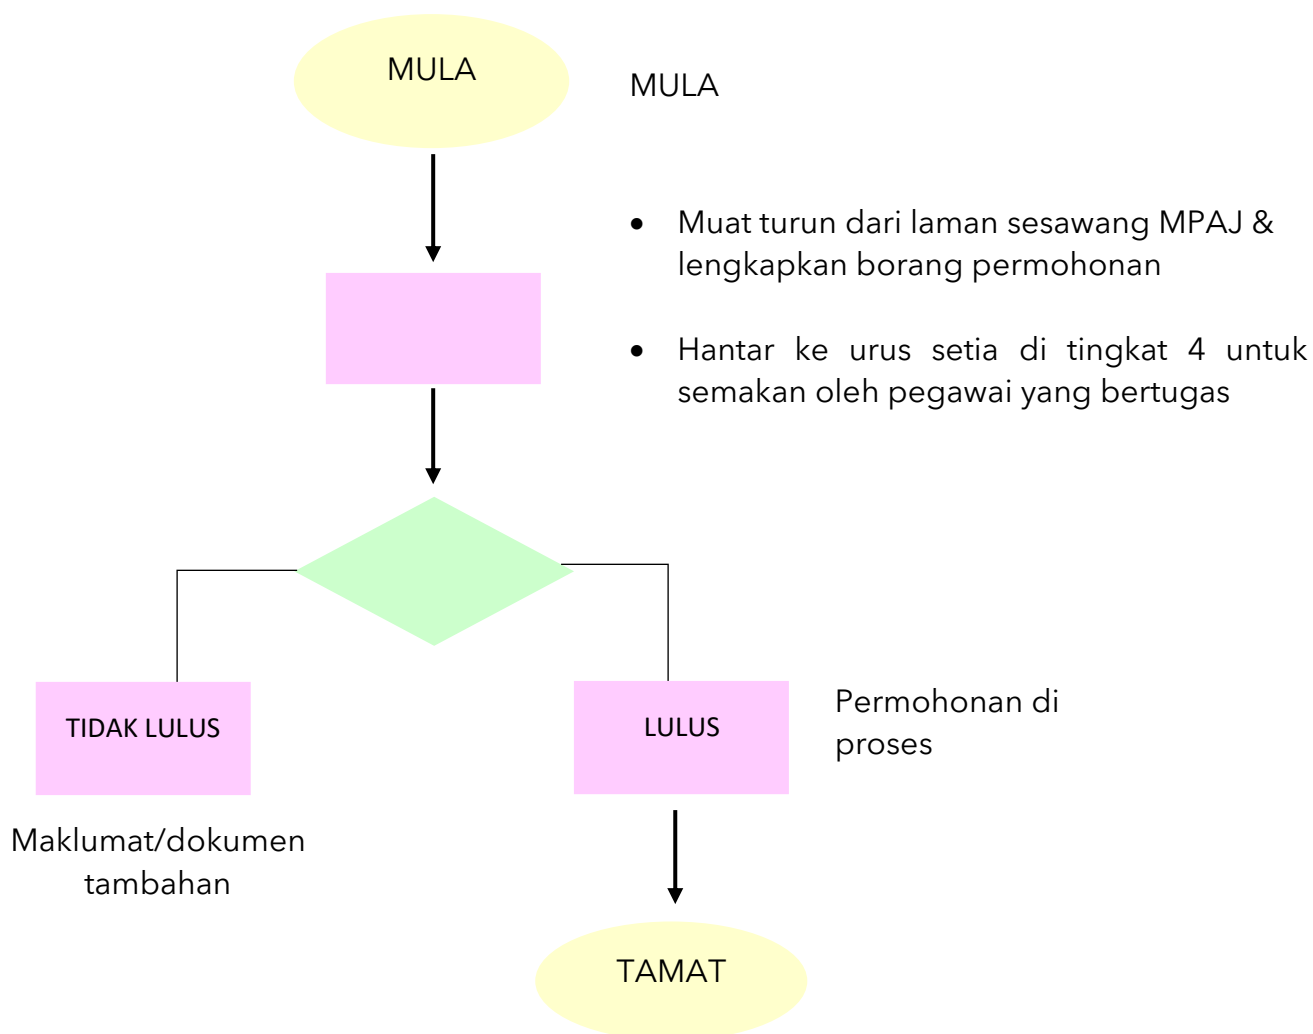 MULA
MULA
• Muat turun dari laman sesawang MPAJ &
lengkapkan borang permohonan
• Hantar ke urus setia di tingkat 4 untuk
semakan oleh pegawai yang bertugas
TIDAK LULUS
LULUS
Permohonan di
proses
Maklumat/dokumen
tambahan
TAMAT